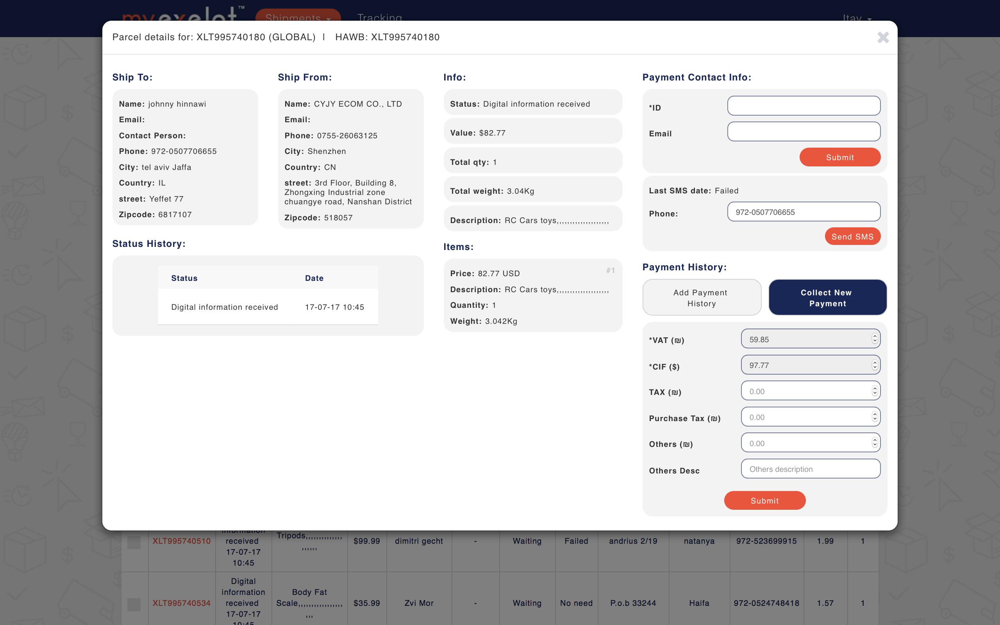 myexelot™
Shipments
Tracking
Itay
Parcel details for: XLT995740180 (GLOBAL) | HAWB: XLT995740180
Ship To:
Name: johnny hinnawi
Email:
Contact Person:
Phone: 972-0507706655
City: tel aviv Jaffa
Country: IL
street: Yeffet 77
Zipcode: 6817107
Ship From:
Name: CYJY ECOM CO., LTD
Email:
Phone: 0755-26063125
City: Shenzhen
Country: CN
street: 3rd Floor, Building 8,
Zhongxing Industrial zone
chuangye road, Nanshan District
Zipcode: 518057
Status History:
Status Date
Digital information received 17-07-17 10:45
Info:
Status: Digital information received
Value: $82.77
Total qty: 1
Total weight: 3.04Kg
Description: RC Cars toys,,,,,,,,,,,,,,,,,,,,
Items:
#1
Price: 82.77 USD
Description: RC Cars toys,,,,,,,,,,,,,,,,,,,,
Quantity: 1
Weight: 3.042Kg
Payment Contact Info:
*ID
Email
Submit
Last SMS date: Failed
Phone: 972-0507706655
Send SMS
Payment History:
Add Payment
History
Collect New
Payment
*VAT (₪) 59.85
*CIF ($) 97.77
TAX (₪) 0.00
Purchase Tax (₪) 0.00
Others (₪) 0.00
Others Desc Others description
Submit
XLT995740510
information
received
17-07-17
10:45
Tripods,,,,,,,,,,,,,,
,,,,,,
$99.99
dimitri gecht
-
Waiting
Failed
andrius 2/19
natanya
972-523699915
1.99
1
XLT995740534
Digital
information
received
17-07-17
10:45
Body Fat
Scale,,,,,,,,,,,,,,,,,
,,,
$35.99
Zvi Mor
-
Waiting
No need
P.o.b 33244
Haifa
972-0524748418
1.57
1